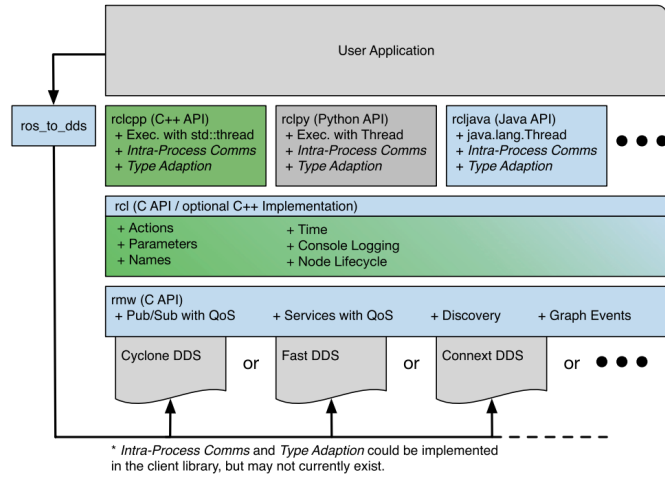 User Application
ros_to_dds
rclcpp (C++ API)
+ Exec. with std::thread
+ Intra-Process Comms
+ Type Adaption
rclpy (Python API)
+ Exec. with Thread
+ Intra-Process Comms
+ Type Adaption
rcljava (Java API)
+ java.lang.Thread
+ Intra-Process Comms
+ Type Adaption
rcl (C API / optional C++ Implementation)
+ Actions
+ Parameters
+ Names
+ Time
+ Console Logging
+ Node Lifecycle
rmw (C API)
+ Pub/Sub with QoS
+ Services with QoS
+ Discovery
+ Graph Events
Cyclone DDS
or
Fast DDS
or
Connext DDS
or
* Intra-Process Comms and Type Adaption could be implemented
in the client library, but may not currently exist.